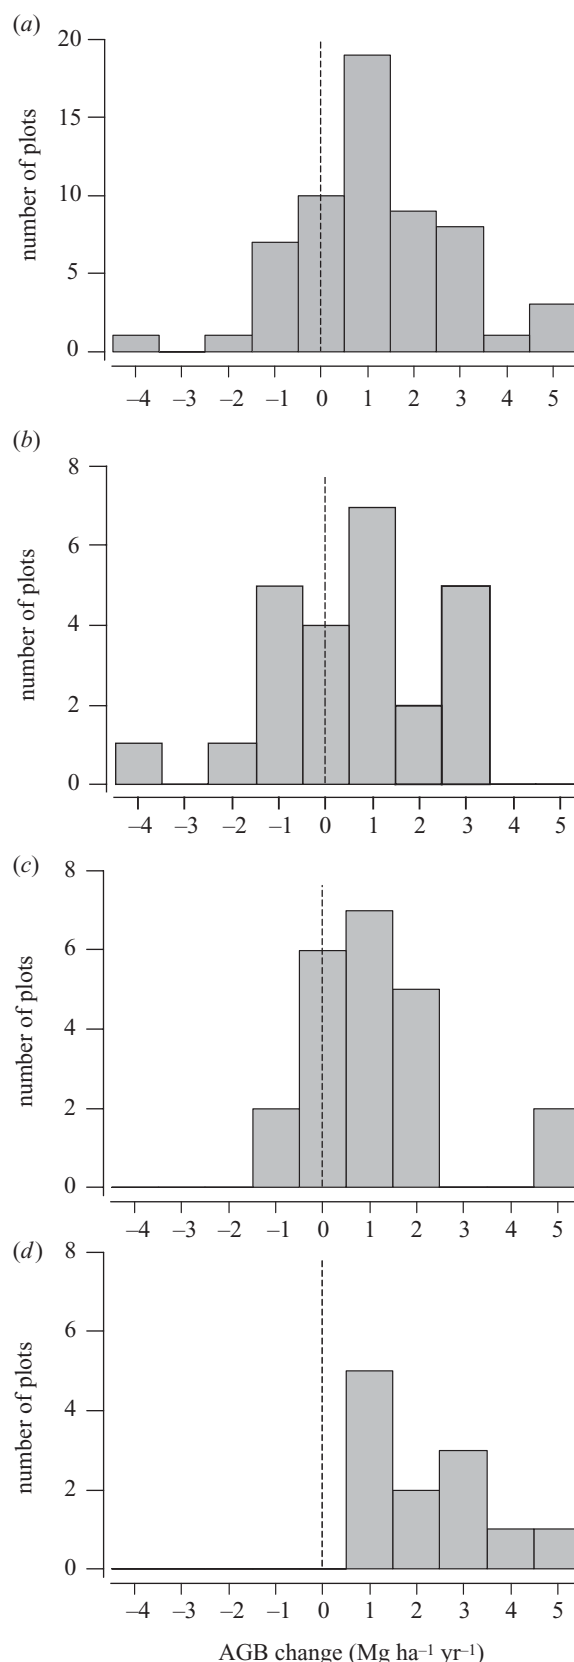 (a)
20
15
10
5
0
number of plots
–4 –3 –2 –1 0 1 2 3 4 5
(b)
8
6
4
2
0
number of plots
–4 –3 –2 –1 0 1 2 3 4 5
(c)
8
6
4
2
0
number of plots
–4 –3 –2 –1 0 1 2 3 4 5
(d)
8
6
4
2
0
number of plots
–4 –3 –2 –1 0 1 2 3 4 5
AGB change (Mg ha⁻¹ yr⁻¹)